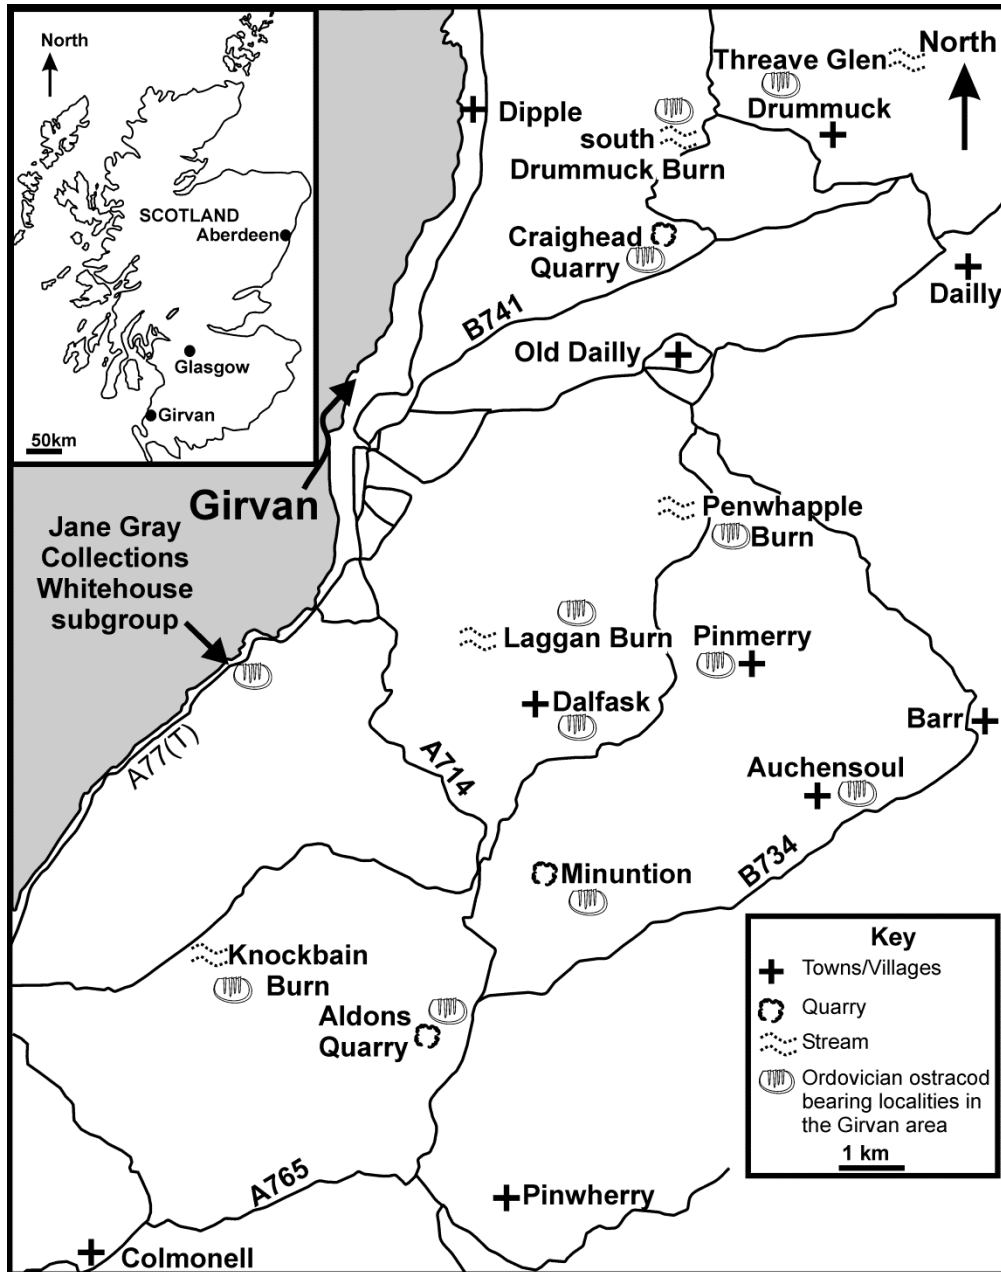 North
SCOTLAND
Aberdeen
Glasgow
Girvan
50km
Threave Glen
North
Drummuck
Dipple
south
Drummuck Burn
Craighead
Quarry
Dailly
B741
Old Dailly
Girvan
Jane Gray
Collections
Whitehouse
subgroup
Penwhapple
Burn
Laggan Burn
Pinmerry
Dalfask
Barr
A77(T)
A714
Auchensoul
B734
Minuntion
Knockbain
Burn
Aldons
Quarry
A765
Pinwherry
Colmonell
Key
Towns/Villages
Quarry
Stream
Ordovician ostracod
bearing localities in
the Girvan area
1 km